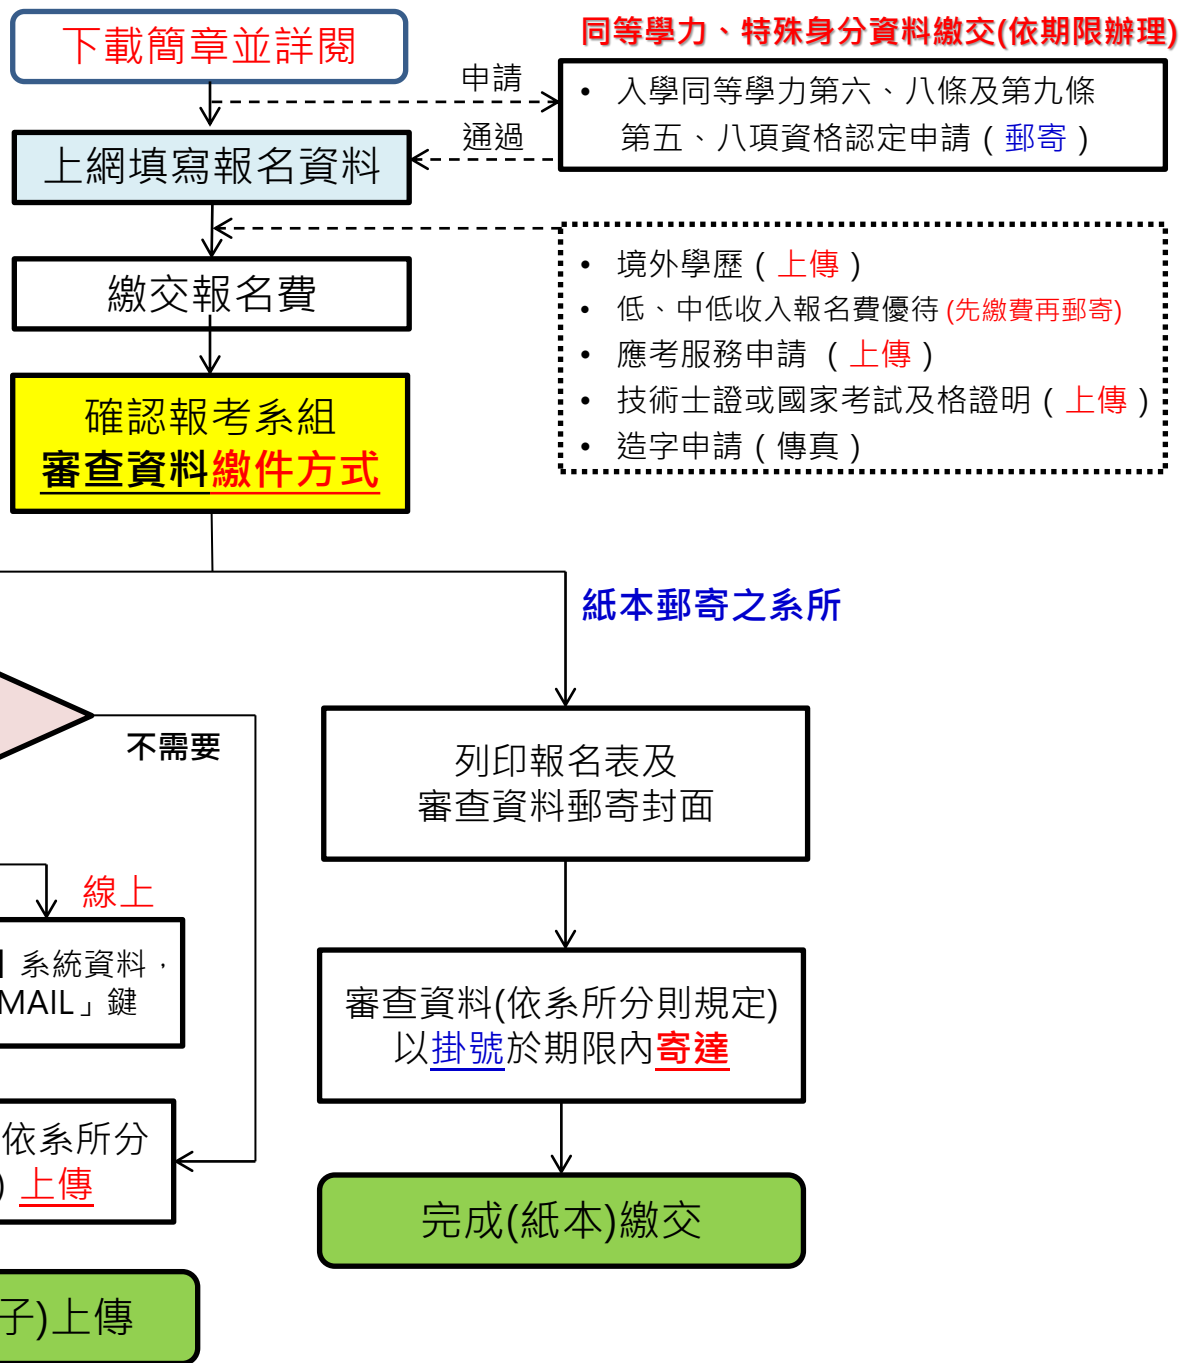 下載簡章並詳閱
同等學力、特殊身分資料繳交(依期限辦理)
申請
• 入學同等學力第六、八條及第九條
第五、八項資格認定申請(郵寄)
通過
上網填寫報名資料
繳交報名費
• 境外學歷(上傳)
• 低、中低收入報名費優待(先繳費再郵寄)
• 應考服務申請 (上傳)
• 技術士證或國家考試及格證明(上傳)
• 造字申請(傳真)
確認報考系組
審查資料繳件方式
紙本郵寄之系所
不需要
列印報名表及
審查資料郵寄封面
線上
系統資料,
MAIL」鍵
審查資料(依系所分則規定)
以掛號於期限內寄達
依系所分
) 上傳
完成(紙本)繳交
子)上傳